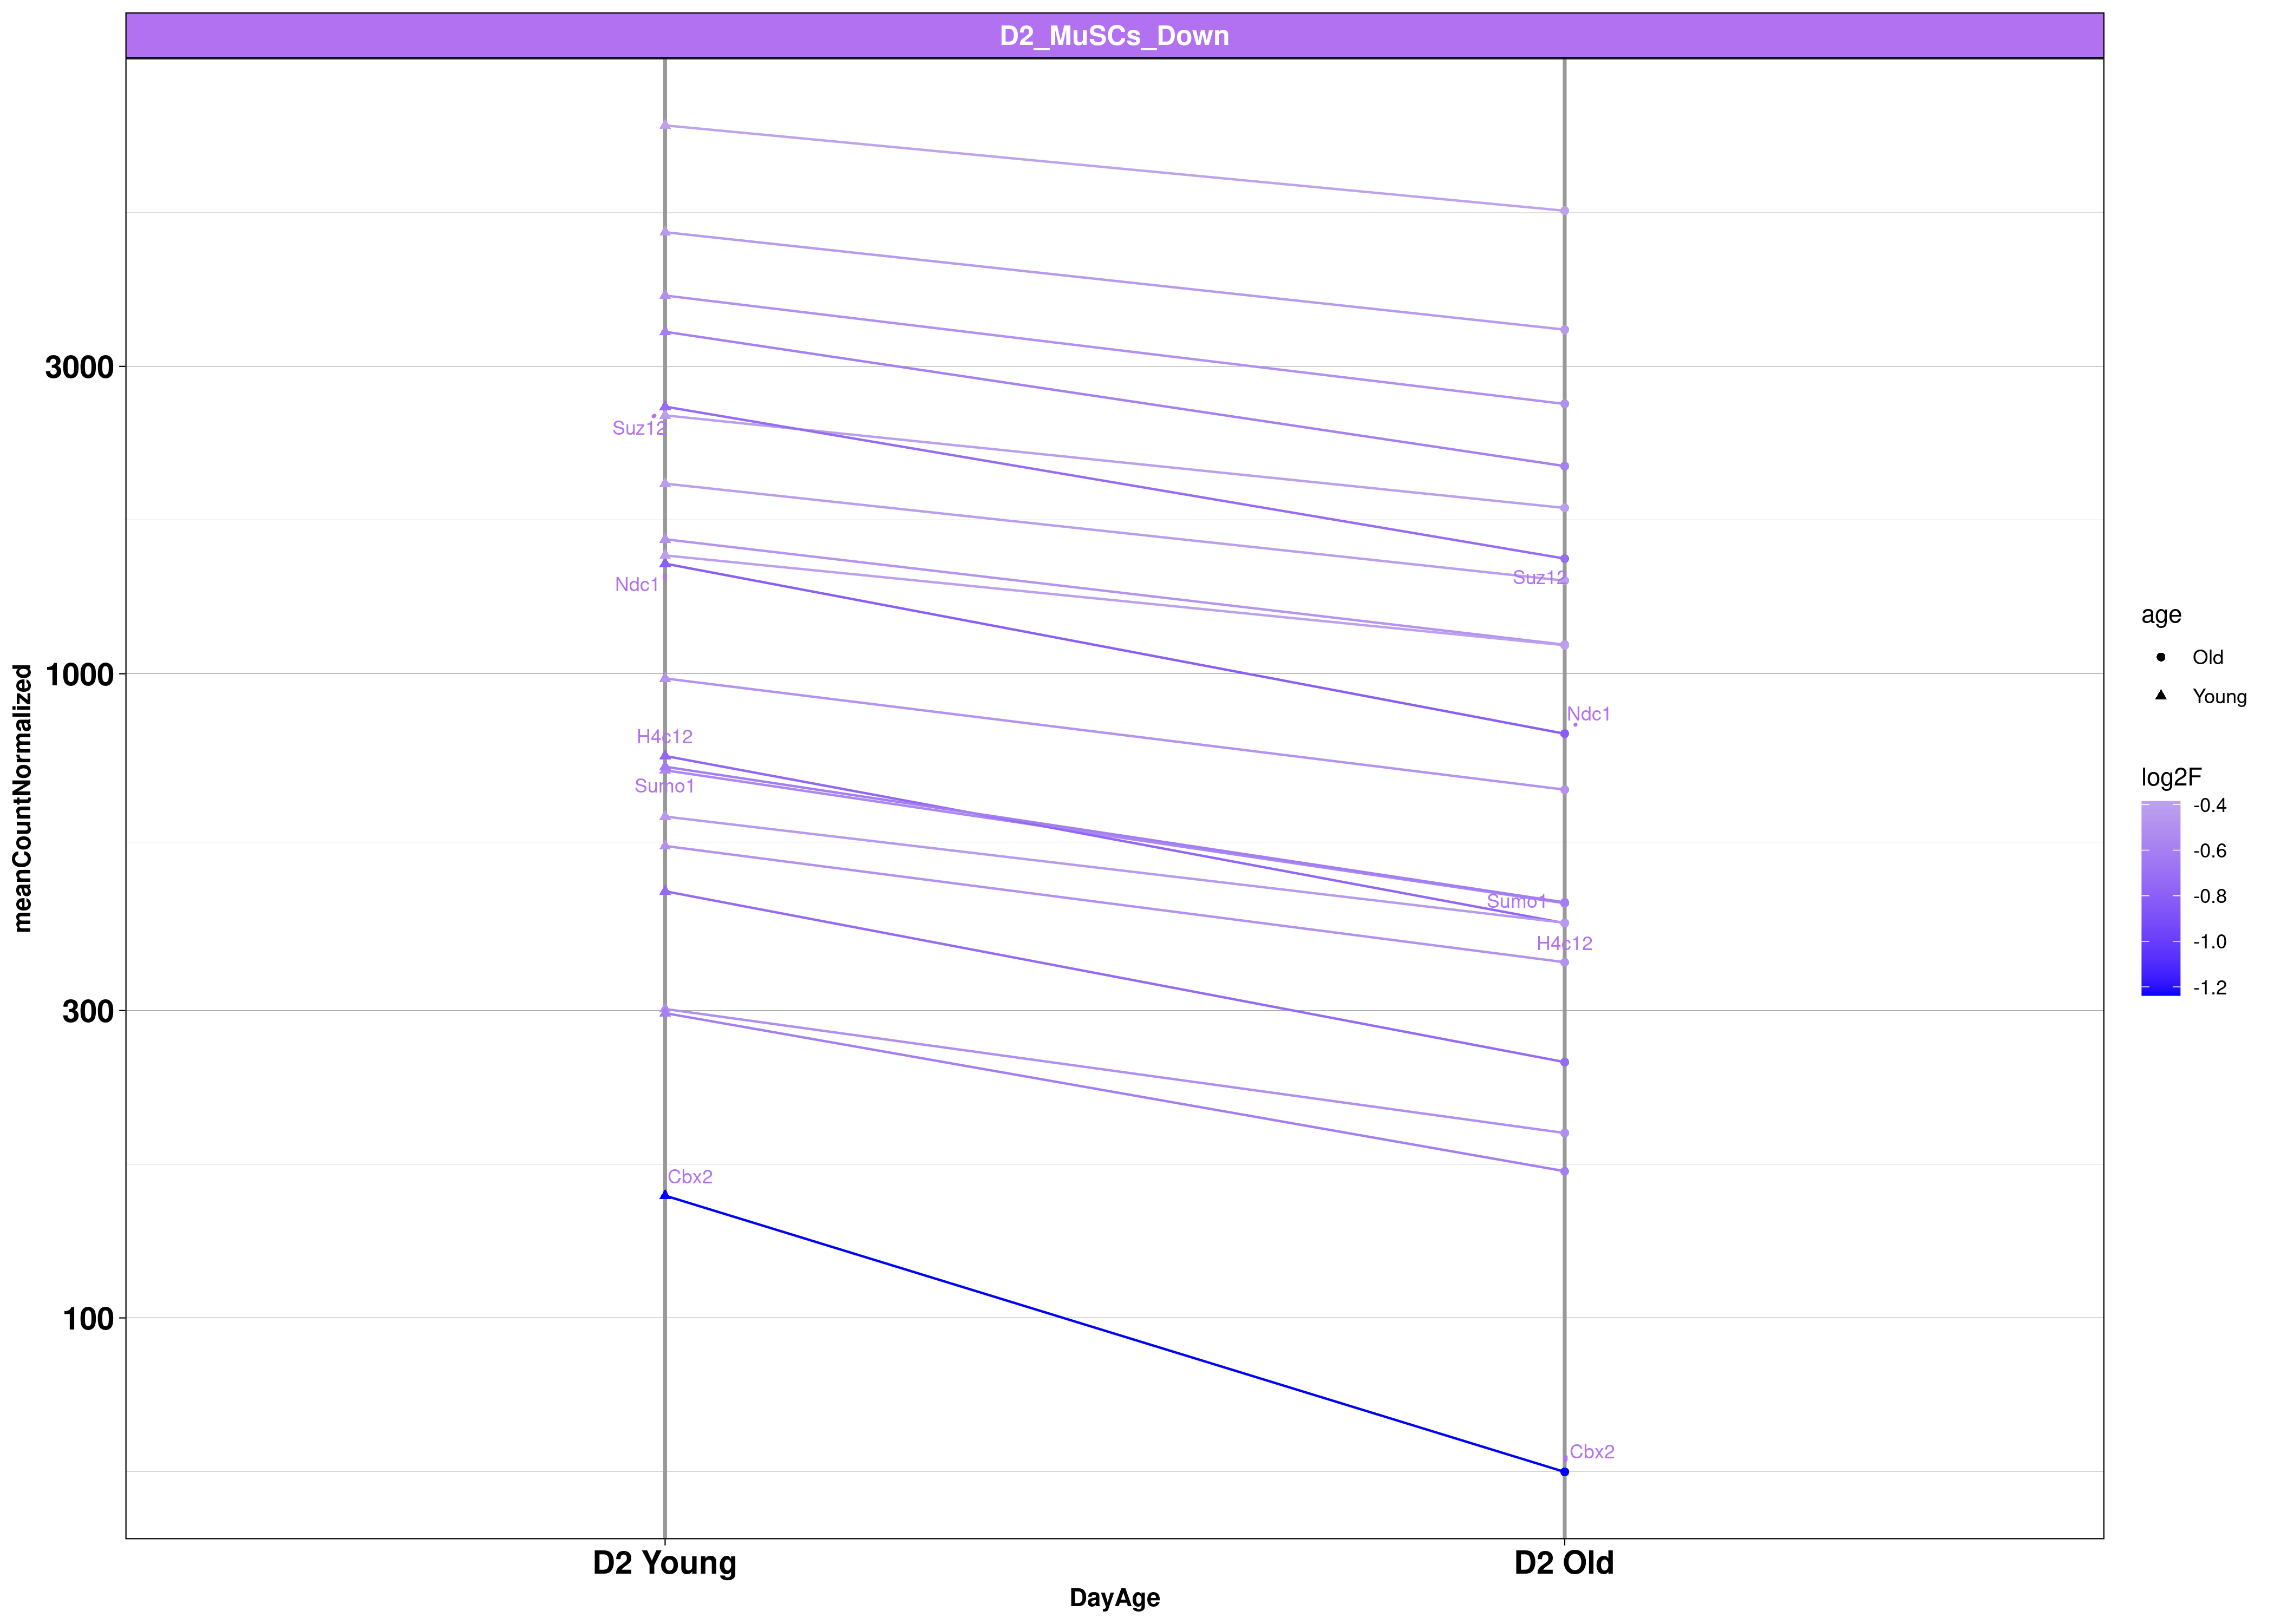 D2_MuSCs_Down
meanCountNormalized
3000
1000
300
100
Suz12
Suz12
Ndc1
Ndc1
H4c12
Sumo1
Sumo1
H4c12
Cbx2
Cbx2
D2 Young
D2 Old
DayAge
age
Old
Young
log2F
-0.4
-0.6
-0.8
-1.0
-1.2